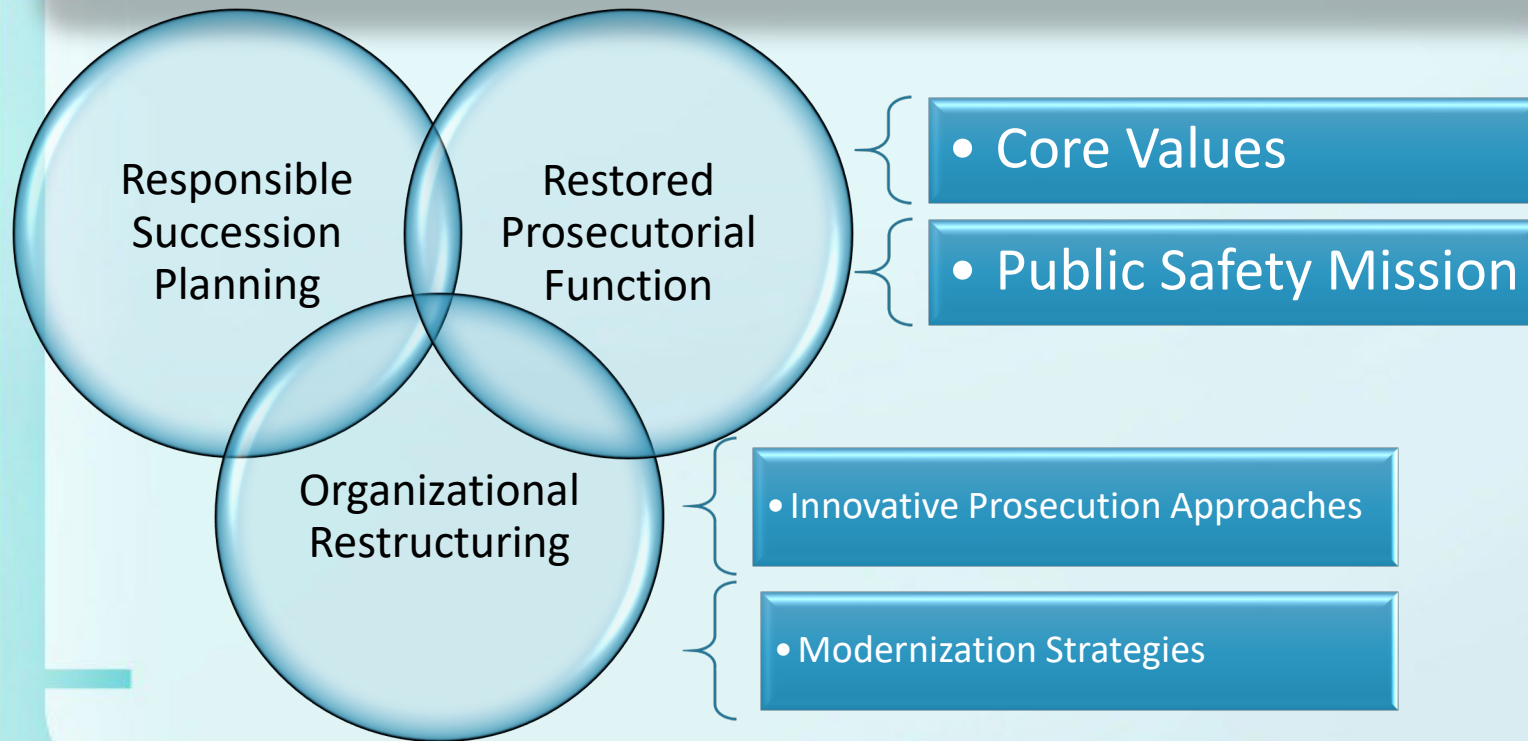 Responsible
Succession
Planning
Restored
Prosecutorial
Function
• Core Values
• Public Safety Mission
Organizational
Restructuring
• Innovative Prosecution Approaches
• Modernization Strategies